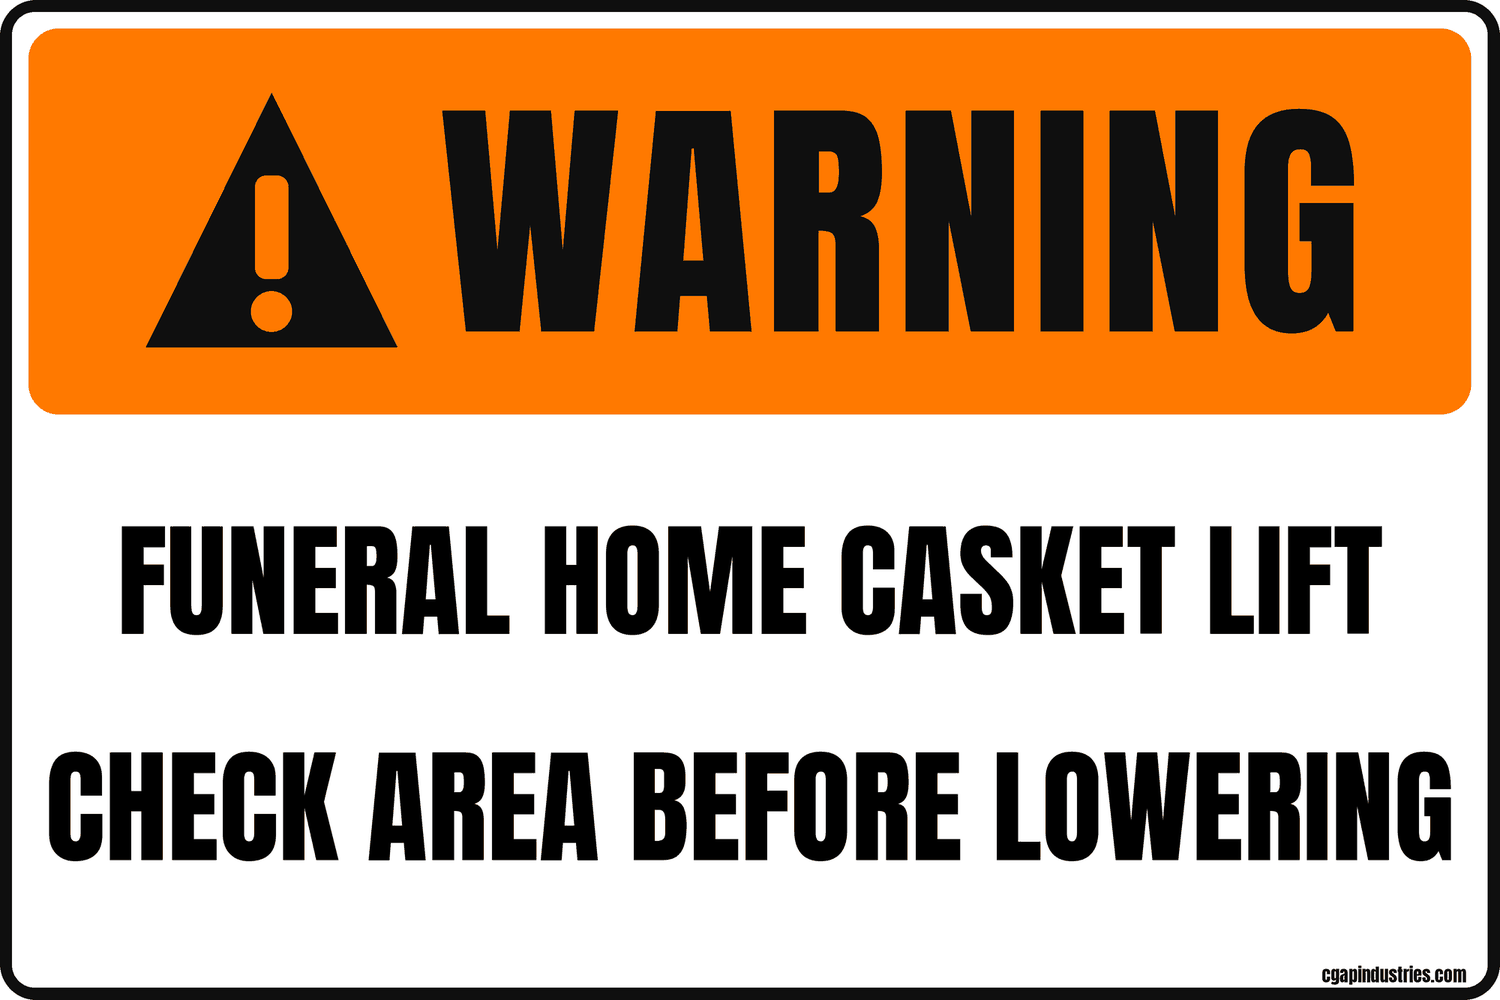 WARNING
FUNERAL HOME CASKET LIFT
CHECK AREA BEFORE LOWERING
cgapindustries.com